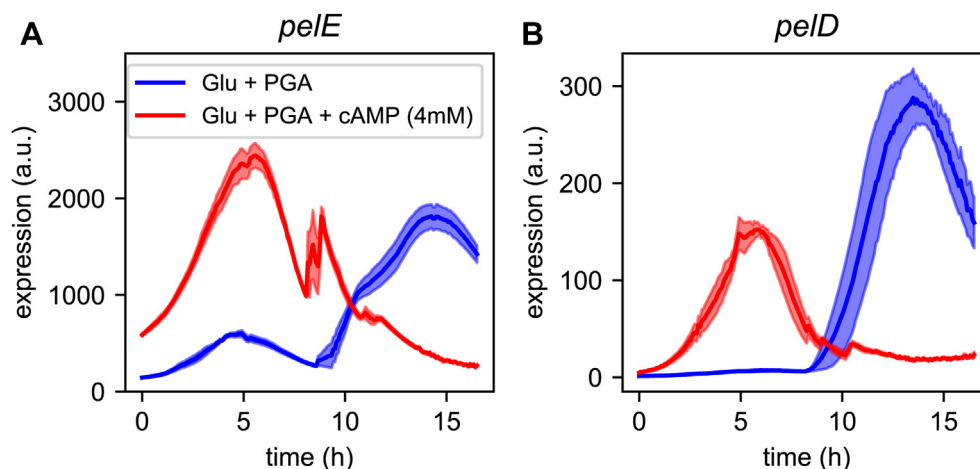 A
pelE
Glu + PGA
Glu + PGA + cAMP (4mM)
expression (a.u.)
3000
2000
1000
0
0 5 10 15
time (h)
B
pelD
expression (a.u.)
300
200
100
0
0 5 10 15
time (h)